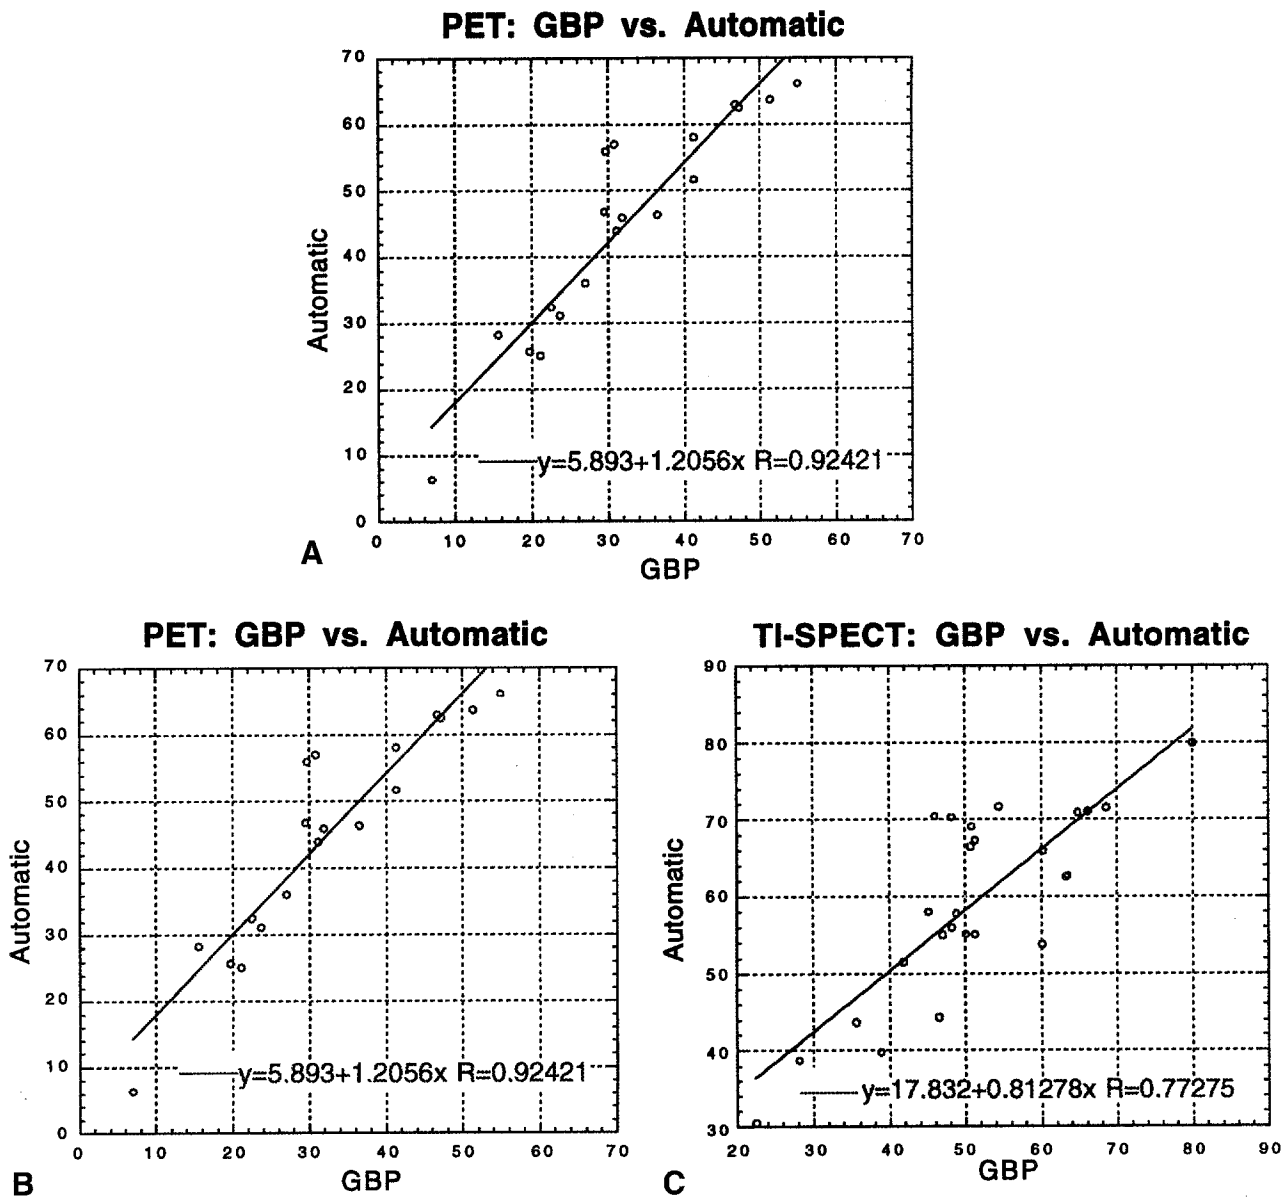 PET: GBP vs. Automatic
70
60
50
40
30
20
10
0
Automatic
y=5.893+1.2056x R=0.92421
0 10 20 30 40 50 60 70
GBP
A
PET: GBP vs. Automatic
70
60
50
40
30
20
10
0
Automatic
y=5.893+1.2056x R=0.92421
0 10 20 30 40 50 60 70
GBP
B
TI-SPECT: GBP vs. Automatic
90
80
70
60
50
40
30
Automatic
y=17.832+0.81278x R=0.77275
20 30 40 50 60 70 80 90
GBP
C